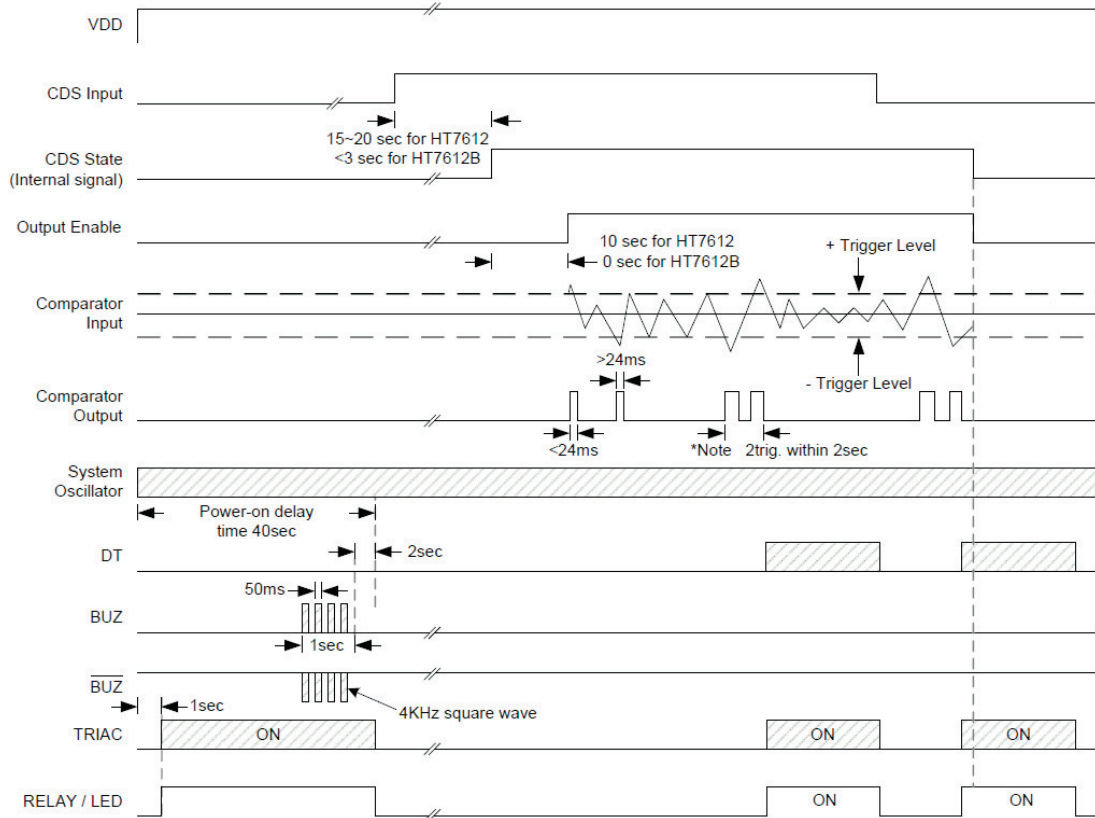 VDD
CDS Input
15~20 sec for HT7612
<3 sec for HT7612B
CDS State
(Internal signal)
Output Enable
10 sec for HT7612
0 sec for HT7612B
+ Trigger Level
Comparator
Input
>24ms
- Trigger Level
Comparator
Output
<24ms
*Note 2trig. within 2sec
System
Oscillator
Power-on delay
time 40sec
DT
2sec
50ms
BUZ
1sec
BUZ
1sec
4KHz square wave
TRIAC
ON
ON
ON
RELAY / LED
ON
ON